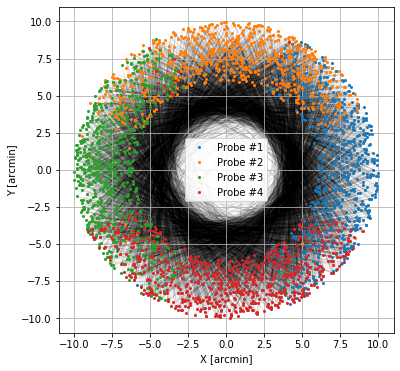 10.0
7.5
5.0
2.5
0.0
−2.5
−5.0
−7.5
−10.0
Y [arcmin]
Probe #1
Probe #2
Probe #3
Probe #4
−10.0 −7.5 −5.0 −2.5 0.0 2.5 5.0 7.5 10.0
X [arcmin]